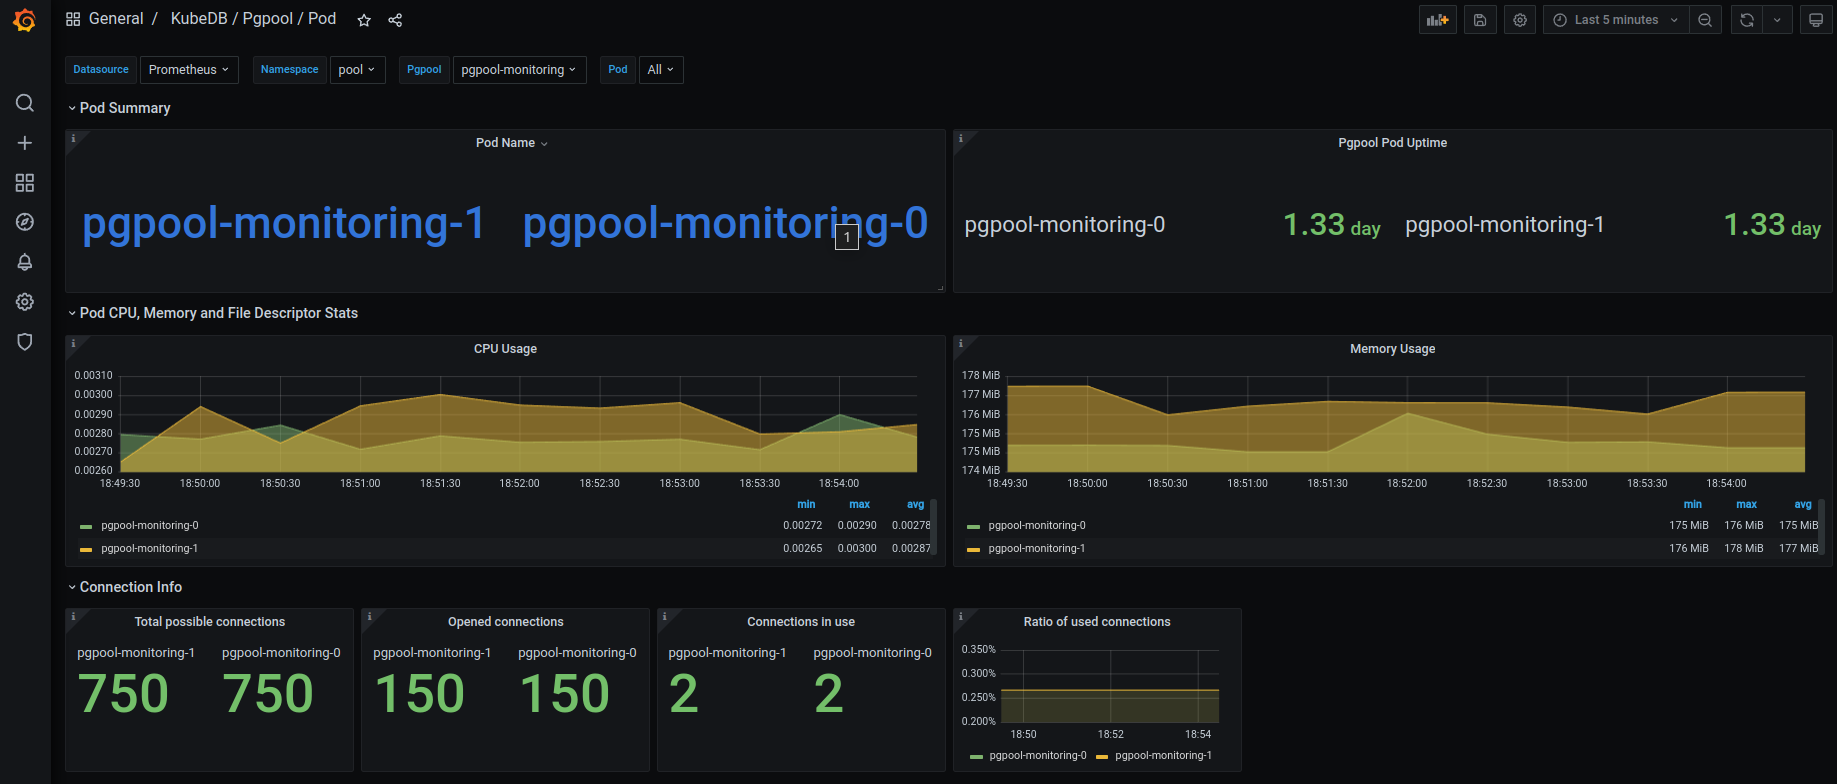 General / KubeDB / Pgpool / Pod
Last 5 minutes
Datasource Prometheus Namespace pool Pgpool pgpool-monitoring Pod All
Pod Summary
Pod Name
pgpool-monitoring-1 pgpool-monitoring-0
1
Pgpool Pod Uptime
pgpool-monitoring-0 1.33 day pgpool-monitoring-1 1.33 day
Pod CPU, Memory and File Descriptor Stats
CPU Usage
0.00310
0.00300
0.00290
0.00280
0.00270
0.00260
18:49:30 18:50:00 18:50:30 18:51:00 18:51:30 18:52:00 18:52:30 18:53:00 18:53:30 18:54:00
min max avg
pgpool-monitoring-0 0.00272 0.00290 0.00278
pgpool-monitoring-1 0.00265 0.00300 0.00287
Memory Usage
178 MiB
177 MiB
176 MiB
175 MiB
175 MiB
174 MiB
18:49:30 18:50:00 18:50:30 18:51:00 18:51:30 18:52:00 18:52:30 18:53:00 18:53:30 18:54:00
min max avg
pgpool-monitoring-0 175 MiB 176 MiB 175 MiB
pgpool-monitoring-1 176 MiB 178 MiB 177 MiB
Connection Info
Total possible connections
pgpool-monitoring-1 pgpool-monitoring-0
750 750
Opened connections
pgpool-monitoring-1 pgpool-monitoring-0
150 150
Connections in use
pgpool-monitoring-1 pgpool-monitoring-0
2 2
Ratio of used connections
0.350%
0.300%
0.250%
0.200%
18:50 18:52 18:54
pgpool-monitoring-0 pgpool-monitoring-1